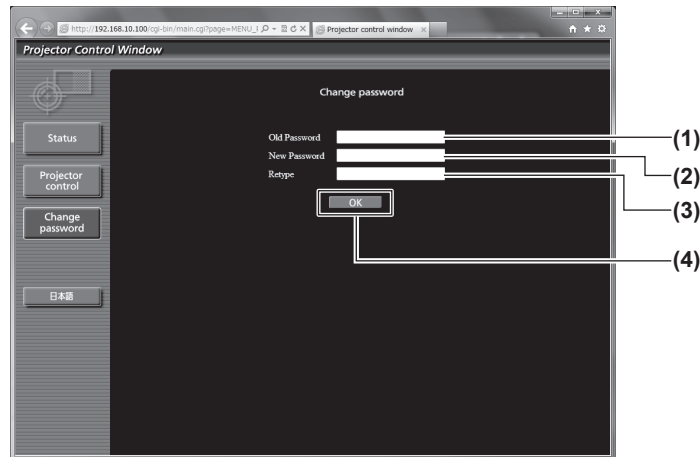 http://192.168.10.100/cgi-bin/main.cgi?page=MENU_
Projector control window
Projector Control Window
Change password
Old Password
(1)
New Password
(2)
Retype
(3)
OK
(4)
Status
Projector
control
Change
password
日本語